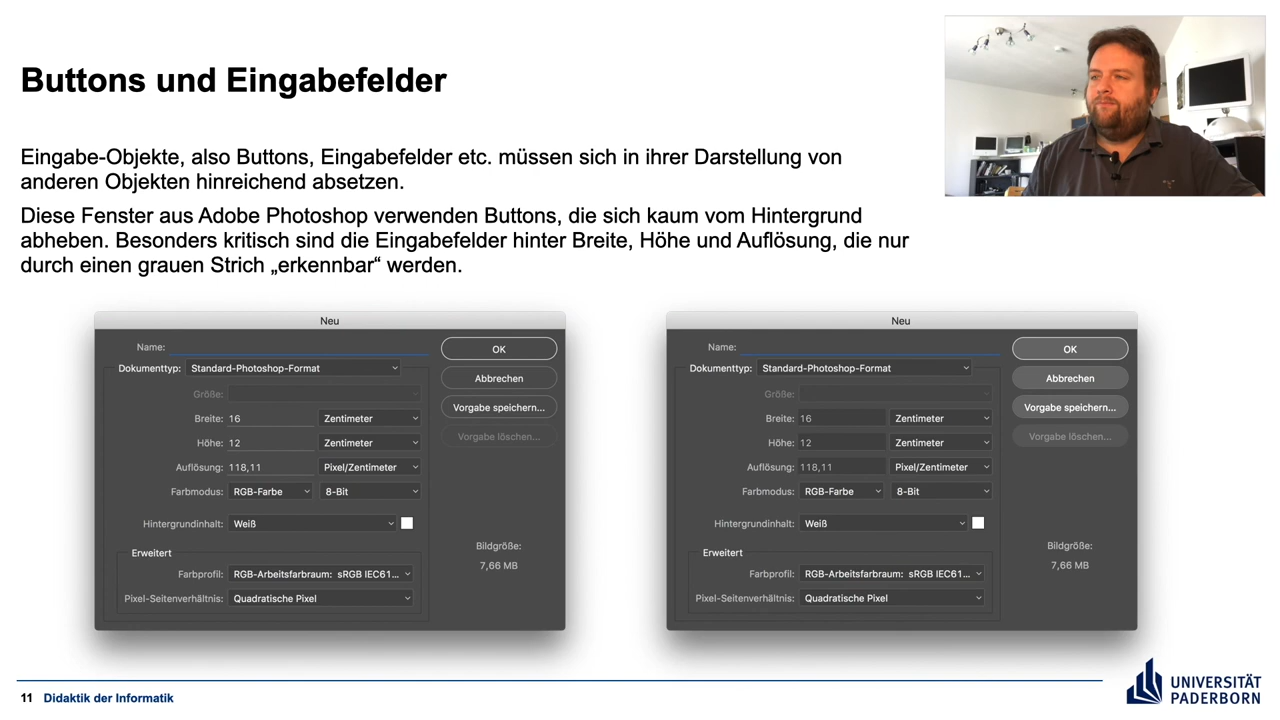 Buttons und Eingabefelder
Eingabe-Objekte, also Buttons, Eingabefelder etc. müssen sich in ihrer Darstellung von
anderen Objekten hinreichend absetzen.
Diese Fenster aus Adobe Photoshop verwenden Buttons, die sich kaum vom Hintergrund
abheben. Besonders kritisch sind die Eingabefelder hinter Breite, Höhe und Auflösung, die nur
durch einen grauen Strich „erkennbar“ werden.
Neu
Name:
OK
Dokumenttyp: Standard-Photoshop-Format
Abbrechen
Größe:
Vorgabe speichern...
Breite: 16 Zentimeter
Vorgabe löschen...
Höhe: 12 Zentimeter
Auflösung: 118,11 Pixel/Zentimeter
Farbmodus: RGB-Farbe 8-Bit
Hintergrundinhalt: Weiß
Bildgröße:
Erweitert
7,66 MB
Farbprofil: RGB-Arbeitsfarbraum: sRGB IEC61...
Pixel-Seitenverhältnis: Quadratische Pixel
Neu
Name:
OK
Dokumenttyp: Standard-Photoshop-Format
Abbrechen
Größe:
Vorgabe speichern...
Breite: 16 Zentimeter
Vorgabe löschen...
Höhe: 12 Zentimeter
Auflösung: 118,11 Pixel/Zentimeter
Farbmodus: RGB-Farbe 8-Bit
Hintergrundinhalt: Weiß
Bildgröße:
Erweitert
7,66 MB
Farbprofil: RGB-Arbeitsfarbraum: sRGB IEC61...
Pixel-Seitenverhältnis: Quadratische Pixel
11 Didaktik der Informatik
UNIVERSITÄT
PADERBORN